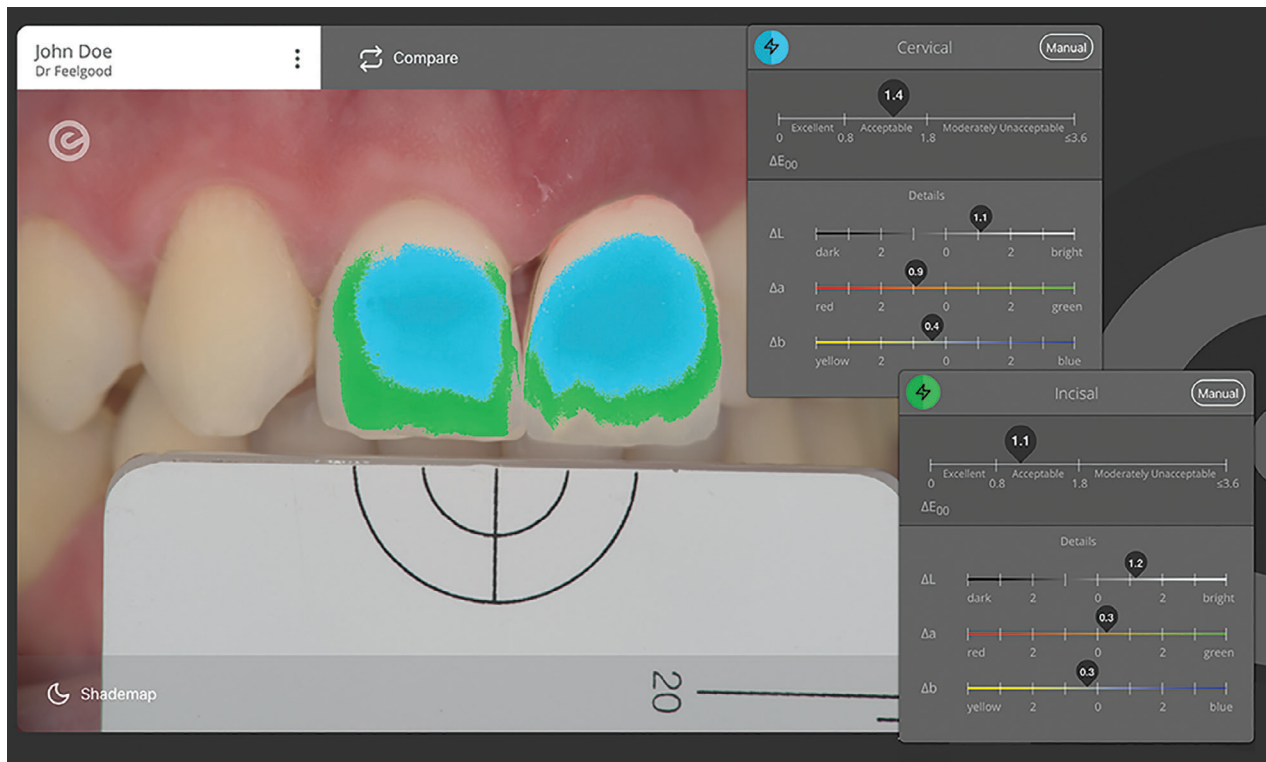 John Doe
Dr Feelgood
Compare
Cervical
Manual
1.4
Excellent Acceptable Moderately Unacceptable
0 0.8 1.8 ≤3.6
ΔE00
Details
1.1
ΔL
dark 2 0 2 bright
0.9
Δa
red 2 0 2 green
0.4
Δb
yellow 2 0 2 blue
Incisal
Manual
1.1
Excellent Acceptable Moderately Unacceptable
0 0.8 1.8 ≤3.6
ΔE00
Details
1.2
ΔL
dark 2 0 2 bright
0.3
Δa
red 2 0 2 green
0.3
Δb
yellow 2 0 2 blue
20
Shademap